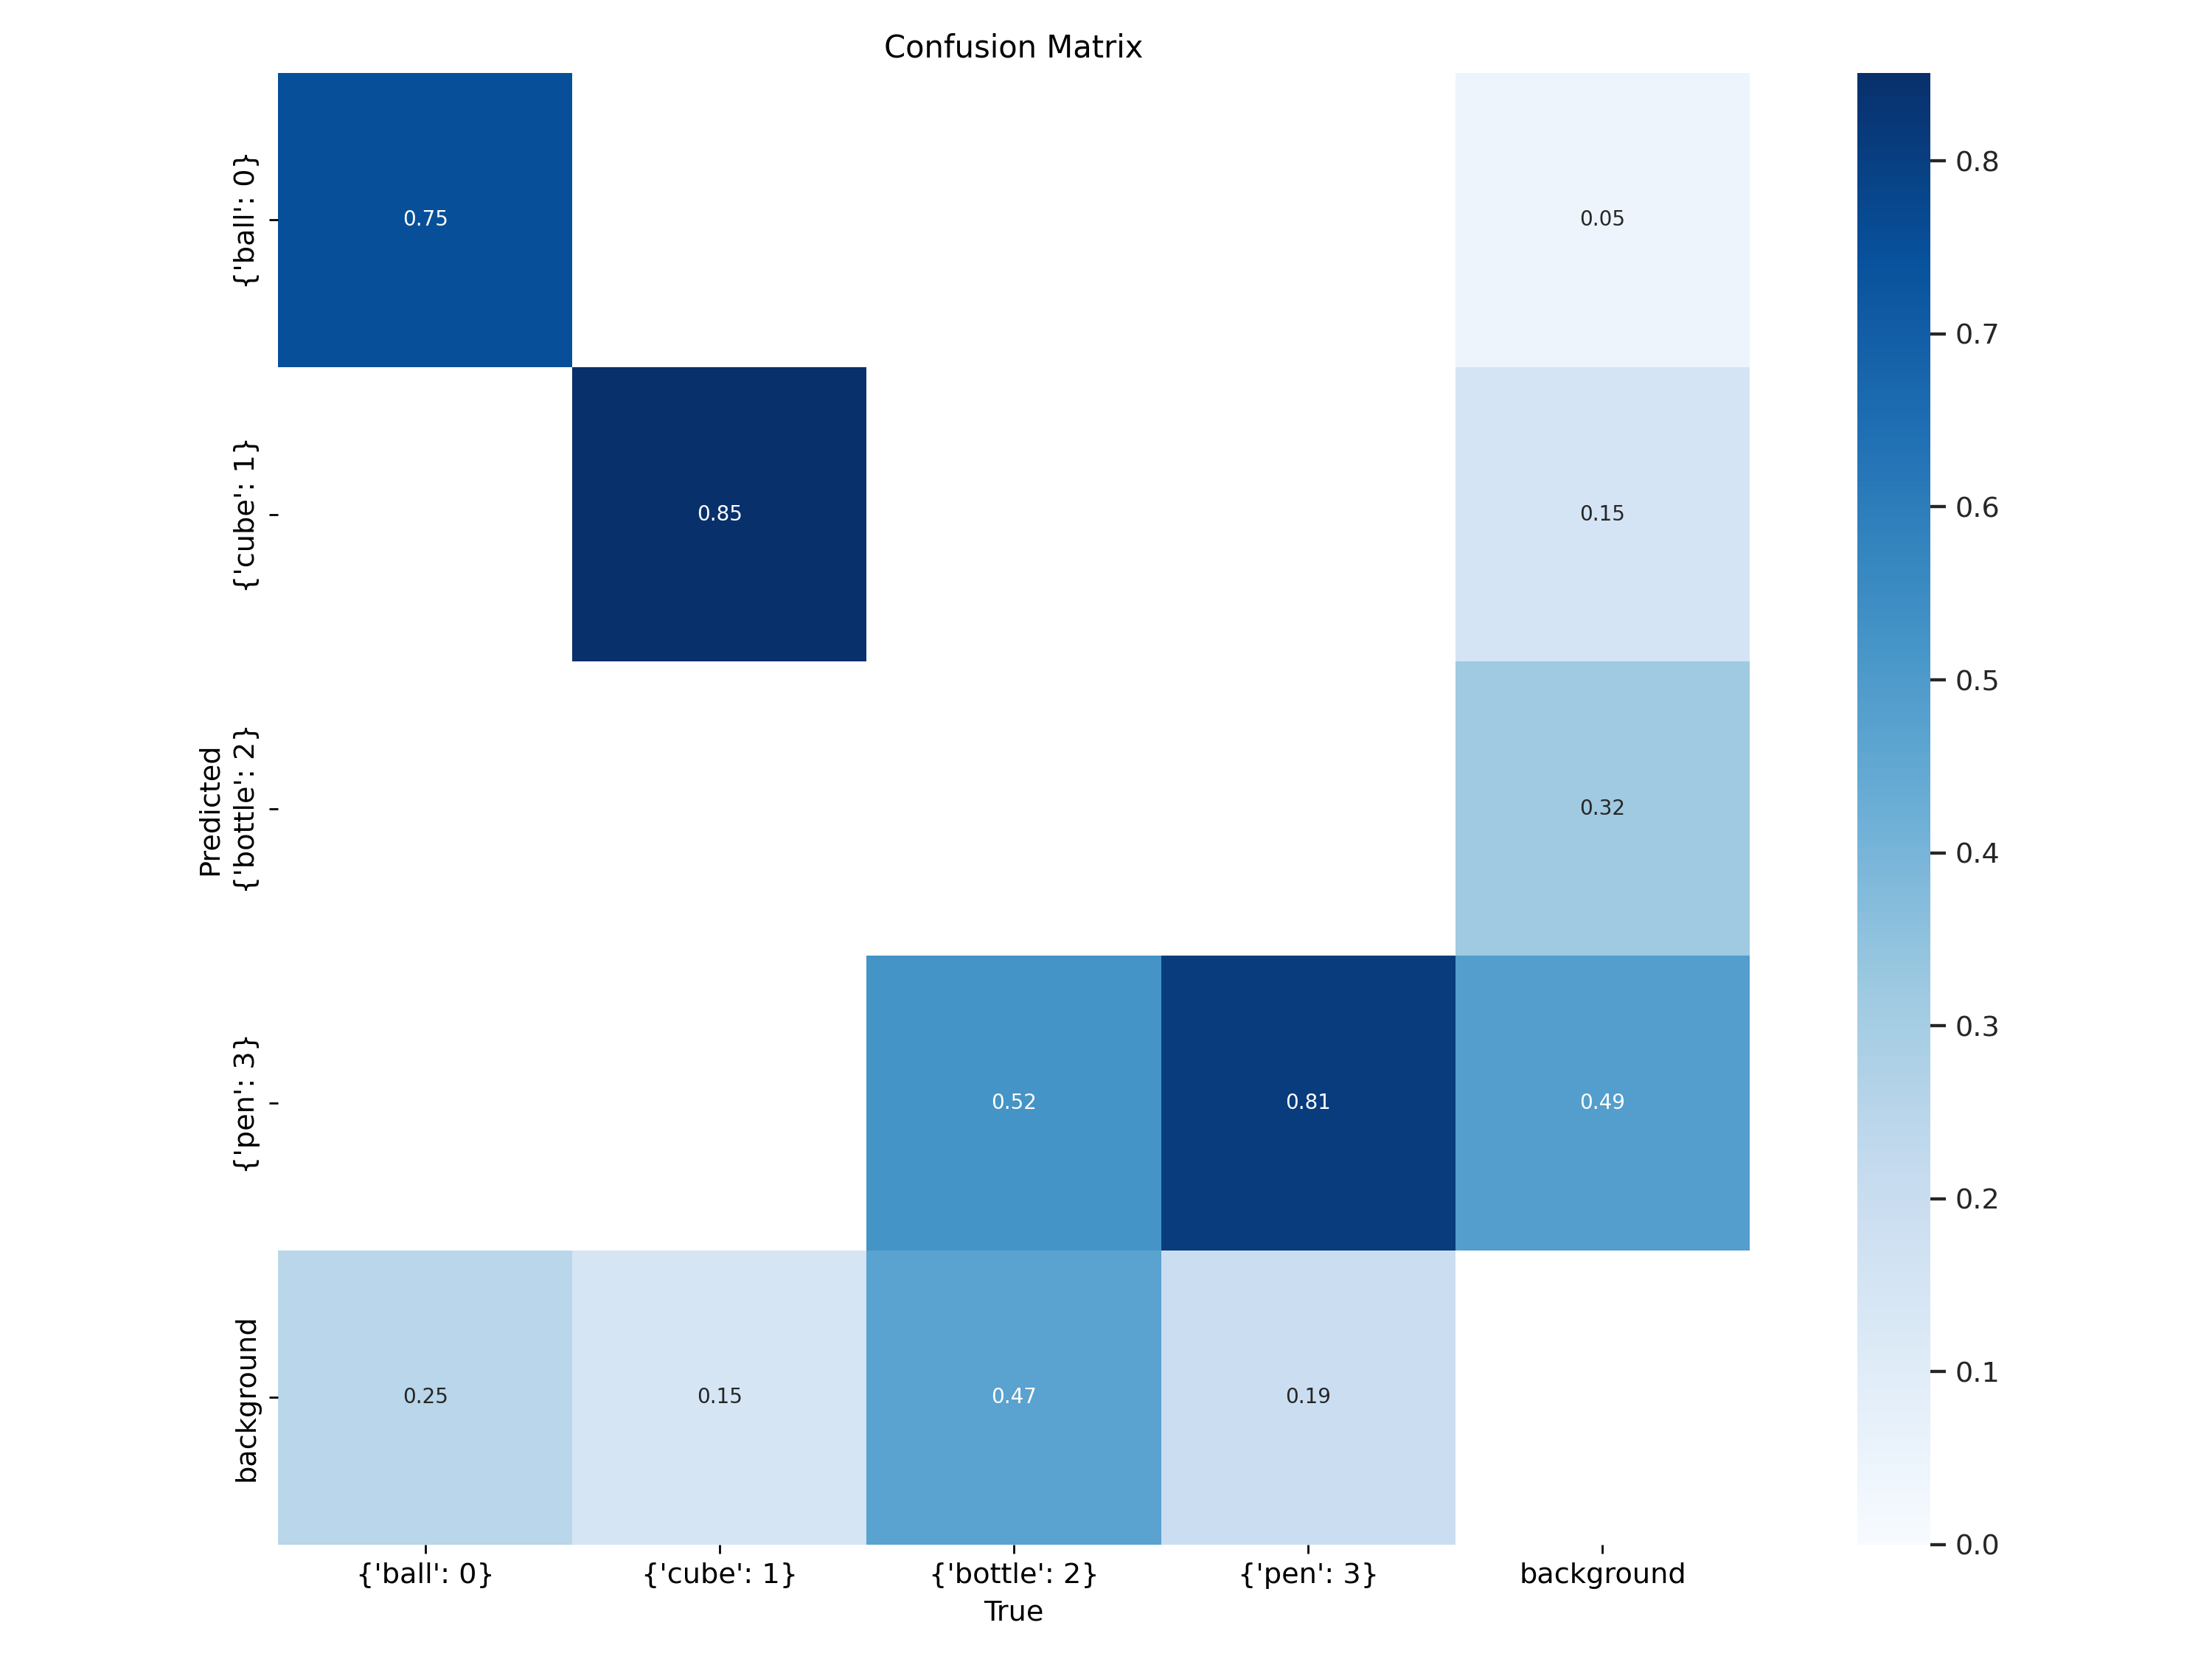 Confusion Matrix
{'ball': 0}
0.75
0.05
0.8
0.7
{'cube': 1}
0.85
0.15
0.6
0.5
Predicted
{'bottle': 2}
0.32
0.4
0.3
{'pen': 3}
0.52
0.81
0.49
0.2
background
0.25
0.15
0.47
0.19
0.1
0.0
{'ball': 0}
{'cube': 1}
{'bottle': 2}
{'pen': 3}
background
True